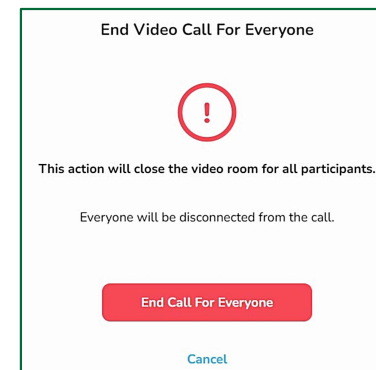 End Video Call For Everyone
!
This action will close the video room for all participants.
Everyone will be disconnected from the call.
End Call For Everyone
Cancel